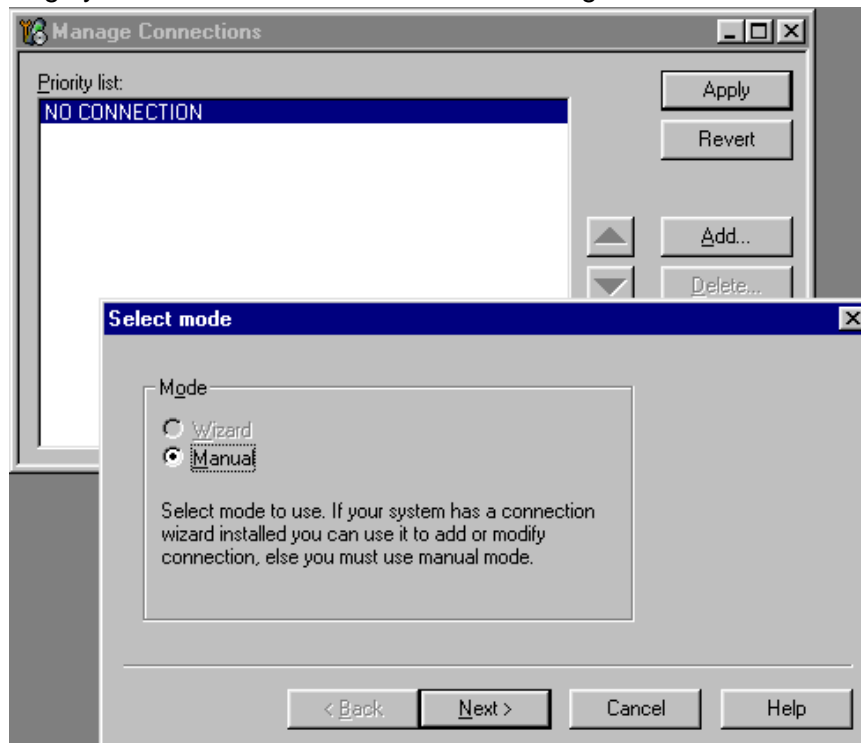 Manage Connections
Priority list:
NO CONNECTION
Apply
Revert
Add...
Delete...
Select mode
Mode
Wizard
Manual
Select mode to use. If your system has a connection
wizard installed you can use it to add or modify
connection, else you must use manual mode.
< Back
Next >
Cancel
Help